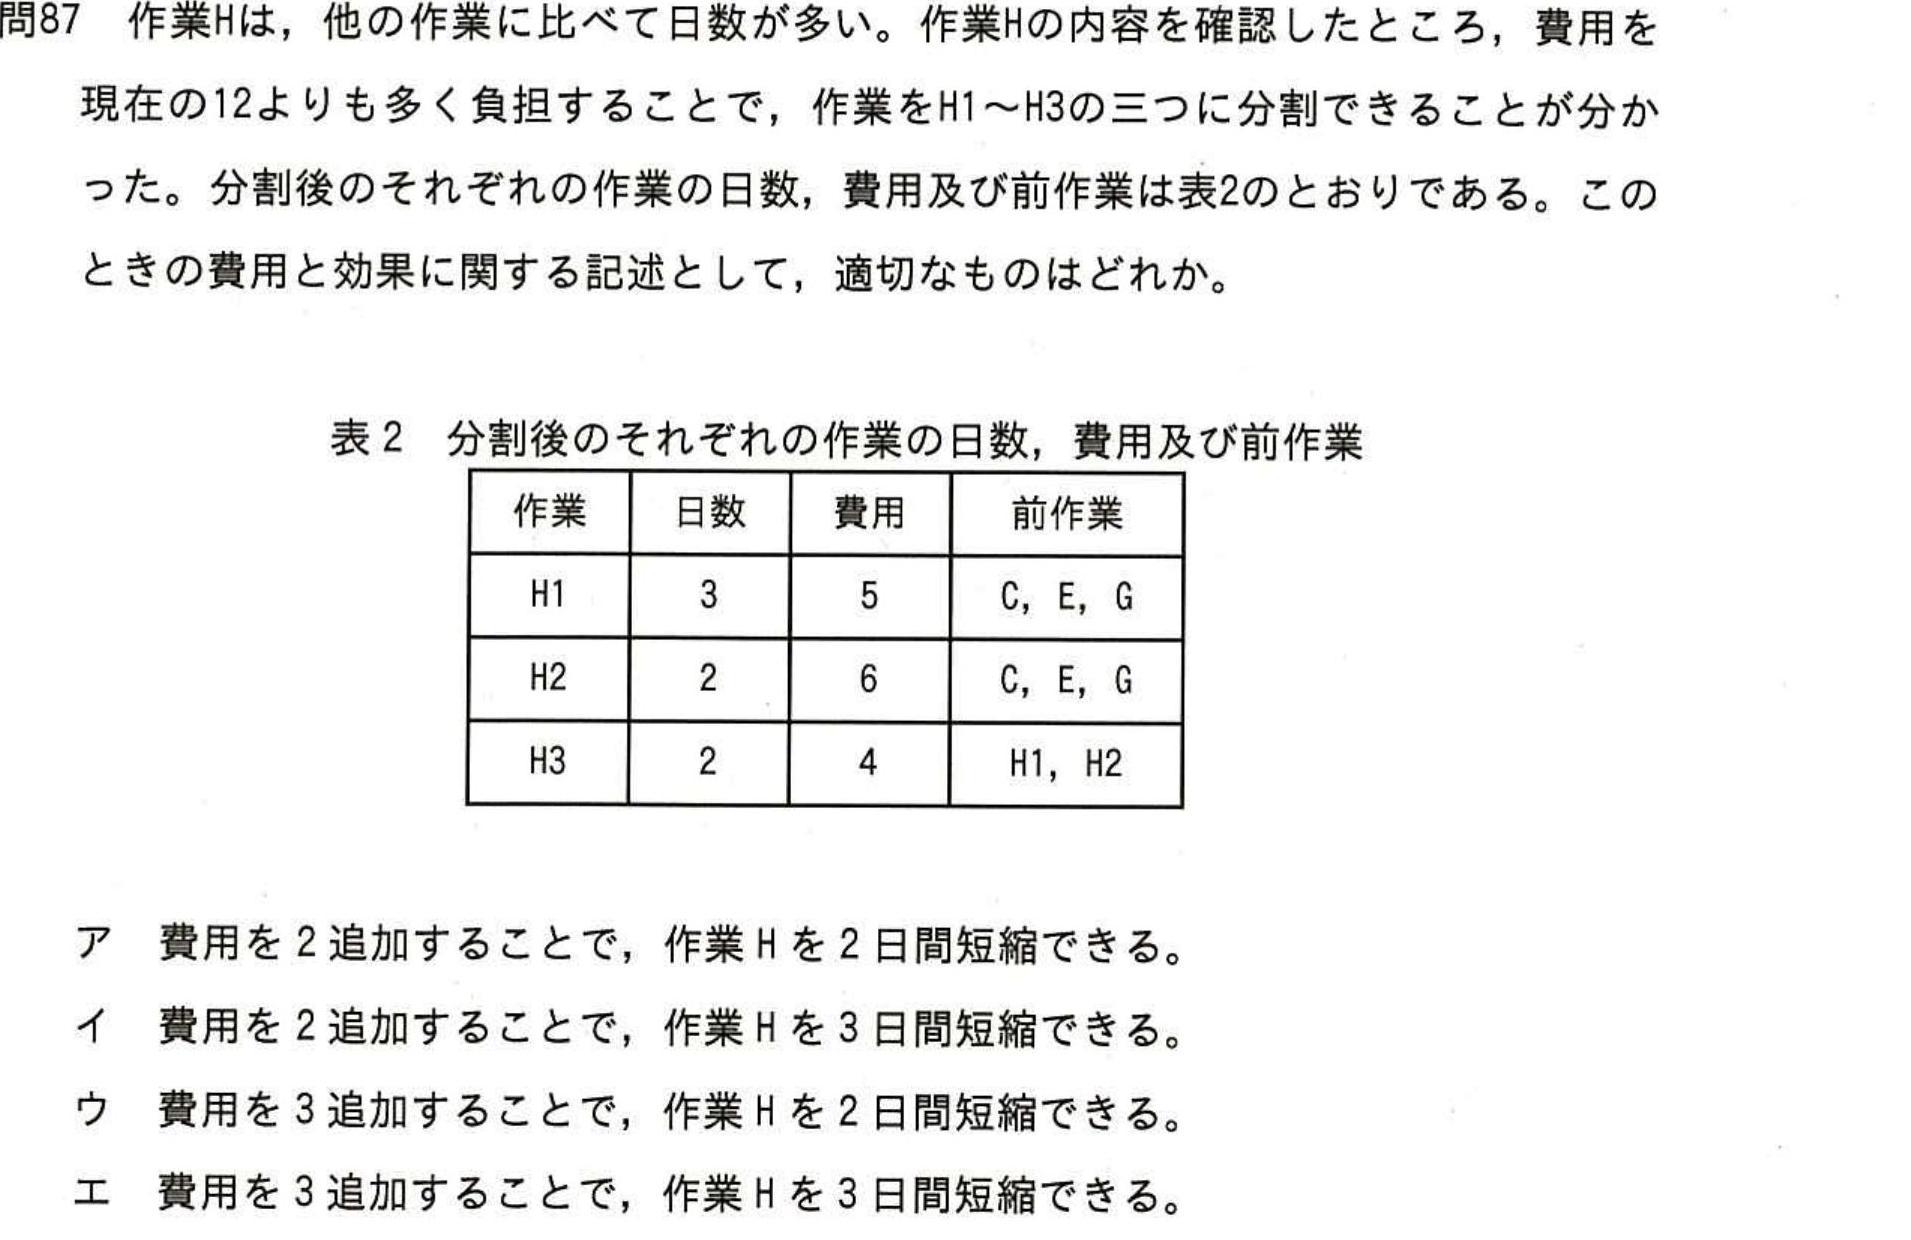 問87　作業Hは，他の作業に比べて日数が多い。作業Hの内容を確認したところ，費用を
現在の12よりも多く負担することで，作業をH1～H3の三つに分割できることが分か
った。分割後のそれぞれの作業の日数，費用及び前作業は表2のとおりである。この
ときの費用と効果に関する記述として，適切なものはどれか。
表２　分割後のそれぞれの作業の日数，費用及び前作業
作業　日数　費用　前作業
H1　3　5　C, E, G
H2　2　6　C, E, G
H3　2　4　H1, H2
ア　費用を２追加することで，作業Hを２日間短縮できる。
イ　費用を２追加することで，作業Hを３日間短縮できる。
ウ　費用を３追加することで，作業Hを２日間短縮できる。
エ　費用を３追加することで，作業Hを３日間短縮できる。